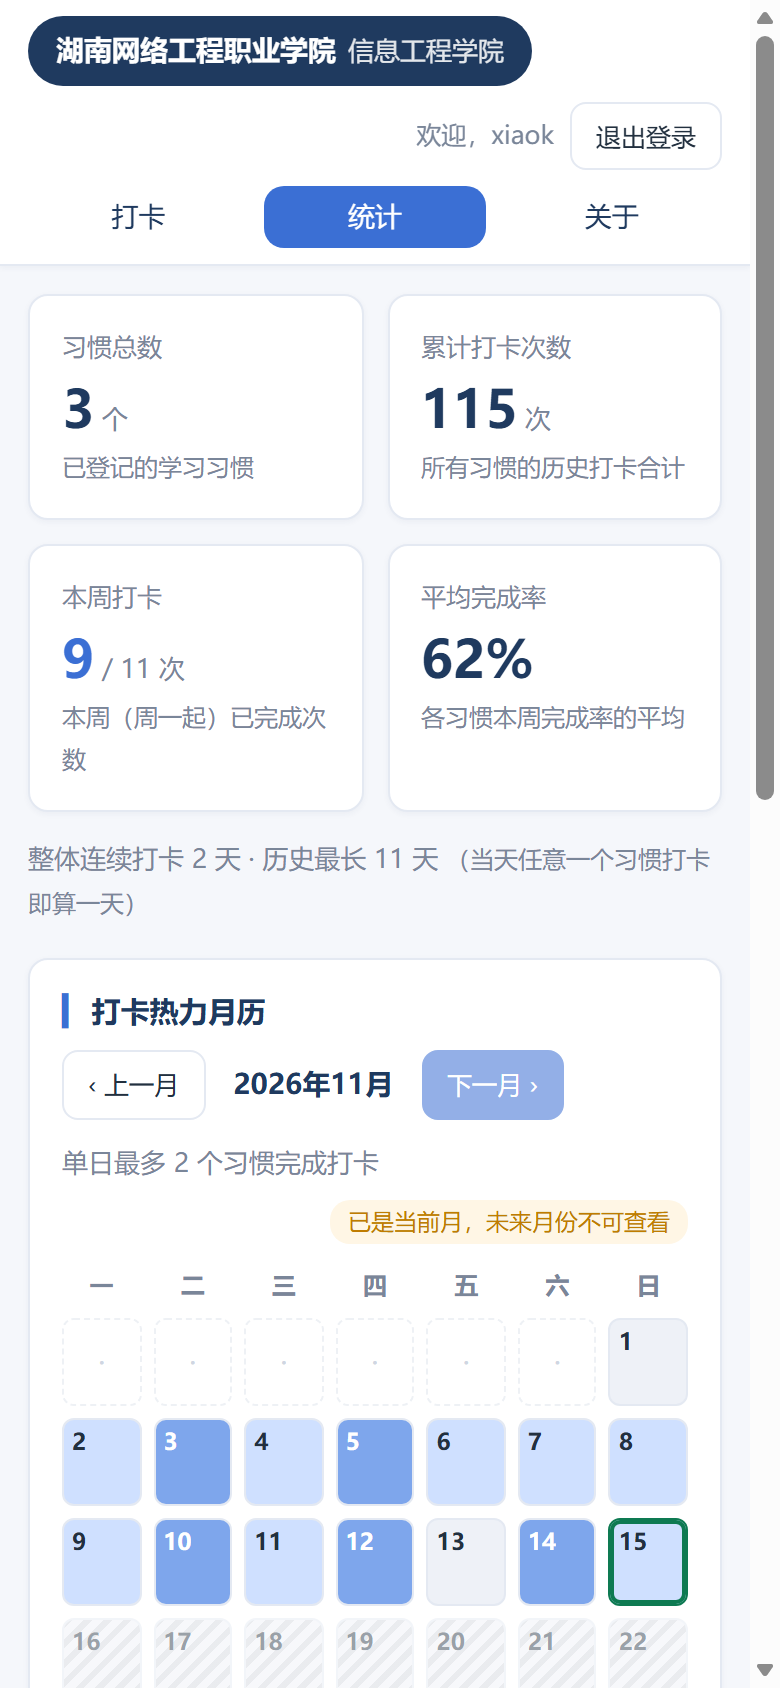 湖南网络工程职业学院 信息工程学院
欢迎，xiaok 退出登录
打卡 统计 关于
习惯总数
3 个
已登记的学习习惯
累计打卡次数
115 次
所有习惯的历史打卡合计
本周打卡
9 / 11 次
本周（周一起）已完成次
数
平均完成率
62%
各习惯本周完成率的平均
整体连续打卡 2 天 · 历史最长 11 天 （当天任意一个习惯打卡
即算一天）
打卡热力月历
‹ 上一月 2026年11月 下一月 ›
单日最多 2 个习惯完成打卡
已是当前月，未来月份不可查看
一 二 三 四 五 六 日
· · · · · · 1
2 3 4 5 6 7 8
9 10 11 12 13 14 15
16 17 18 19 20 21 22